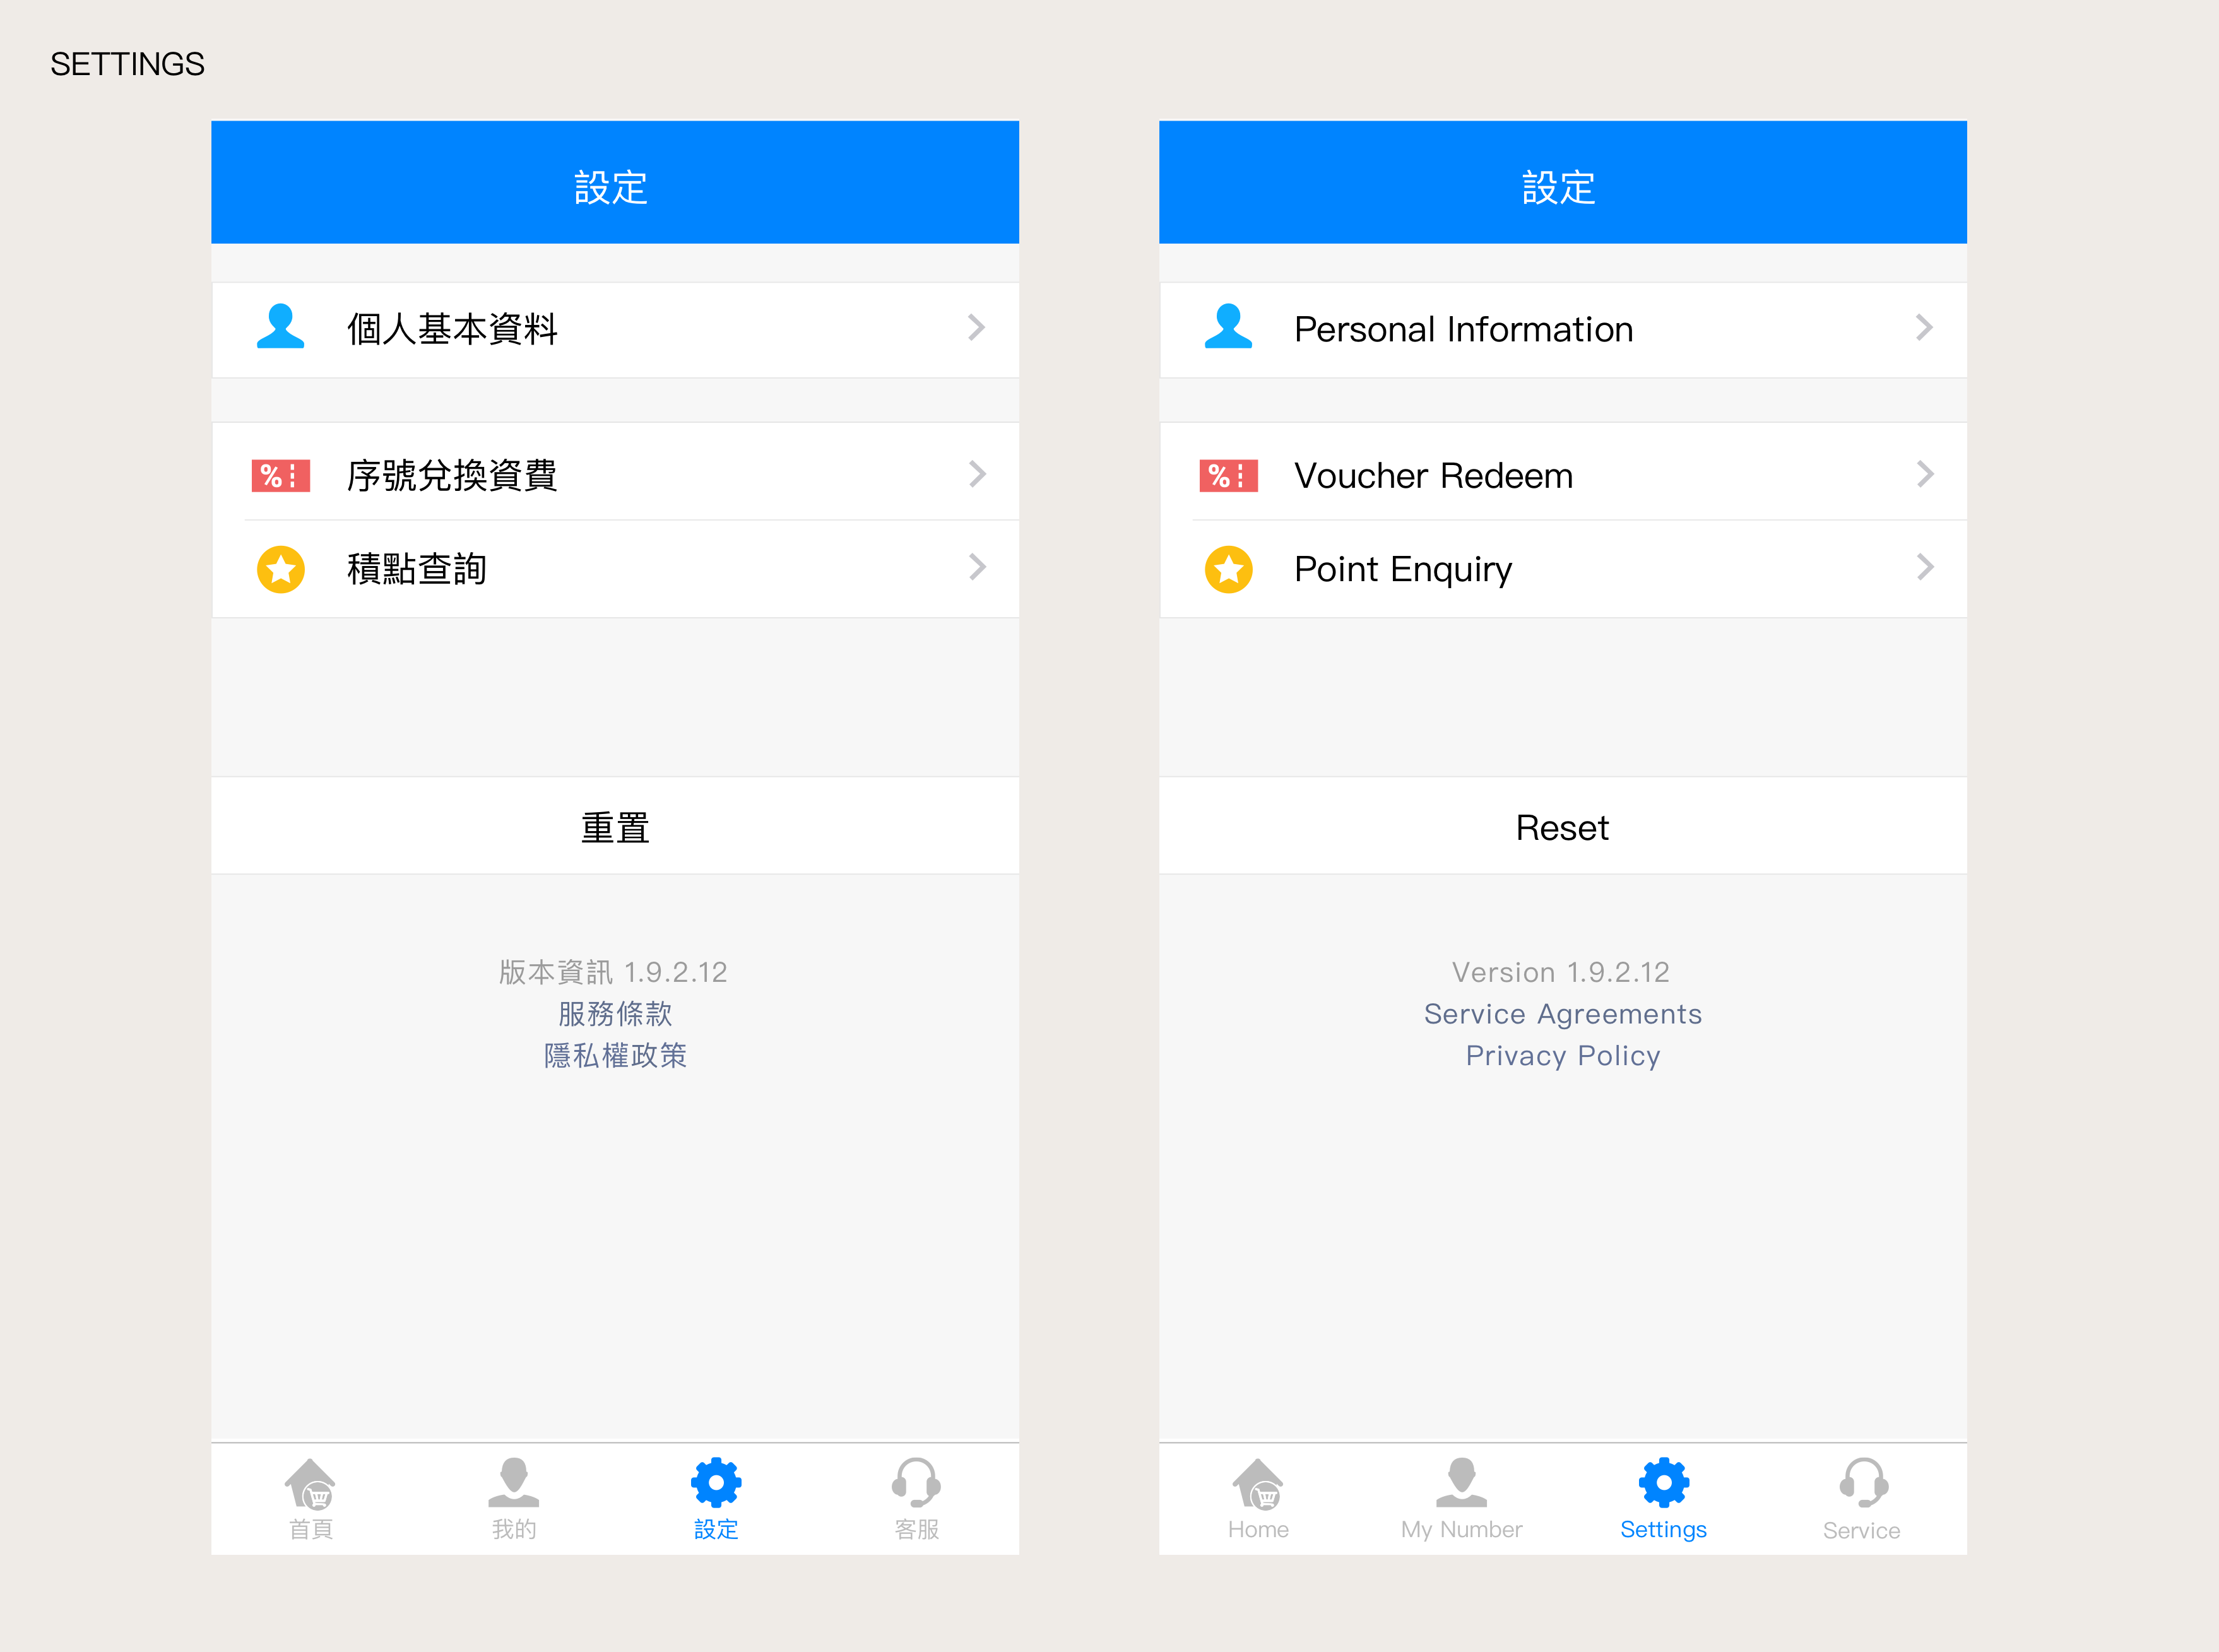 SETTINGS
設定
個人基本資料
序號兌換資費
積點查詢
重置
版本資訊 1.9.2.12
服務條款
隱私權政策
首頁
我的
設定
客服
設定
Personal Information
Voucher Redeem
Point Enquiry
Reset
Version 1.9.2.12
Service Agreements
Privacy Policy
Home
My Number
Settings
Service